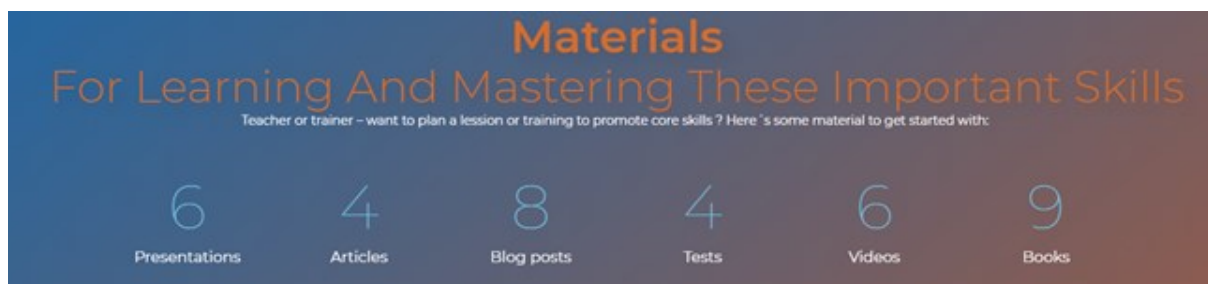 Materials
For Learning And Mastering These Important Skills
Teacher or trainer – want to plan a lession or training to promote core skills ? Here ´s some material to get started with:
6 4 8 4 6 9
Presentations Articles Blog posts Tests Videos Books